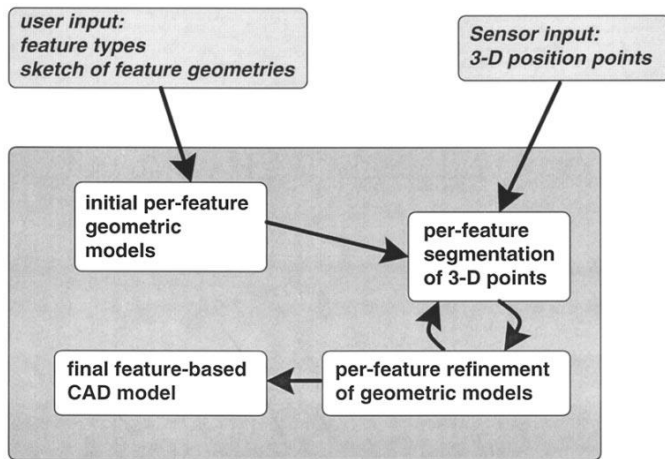 user input:
feature types
sketch of feature geometries
Sensor input:
3-D position points
initial per-feature
geometric
models
per-feature
segmentation
of 3-D points
final feature-based
CAD model
per-feature refinement
of geometric models